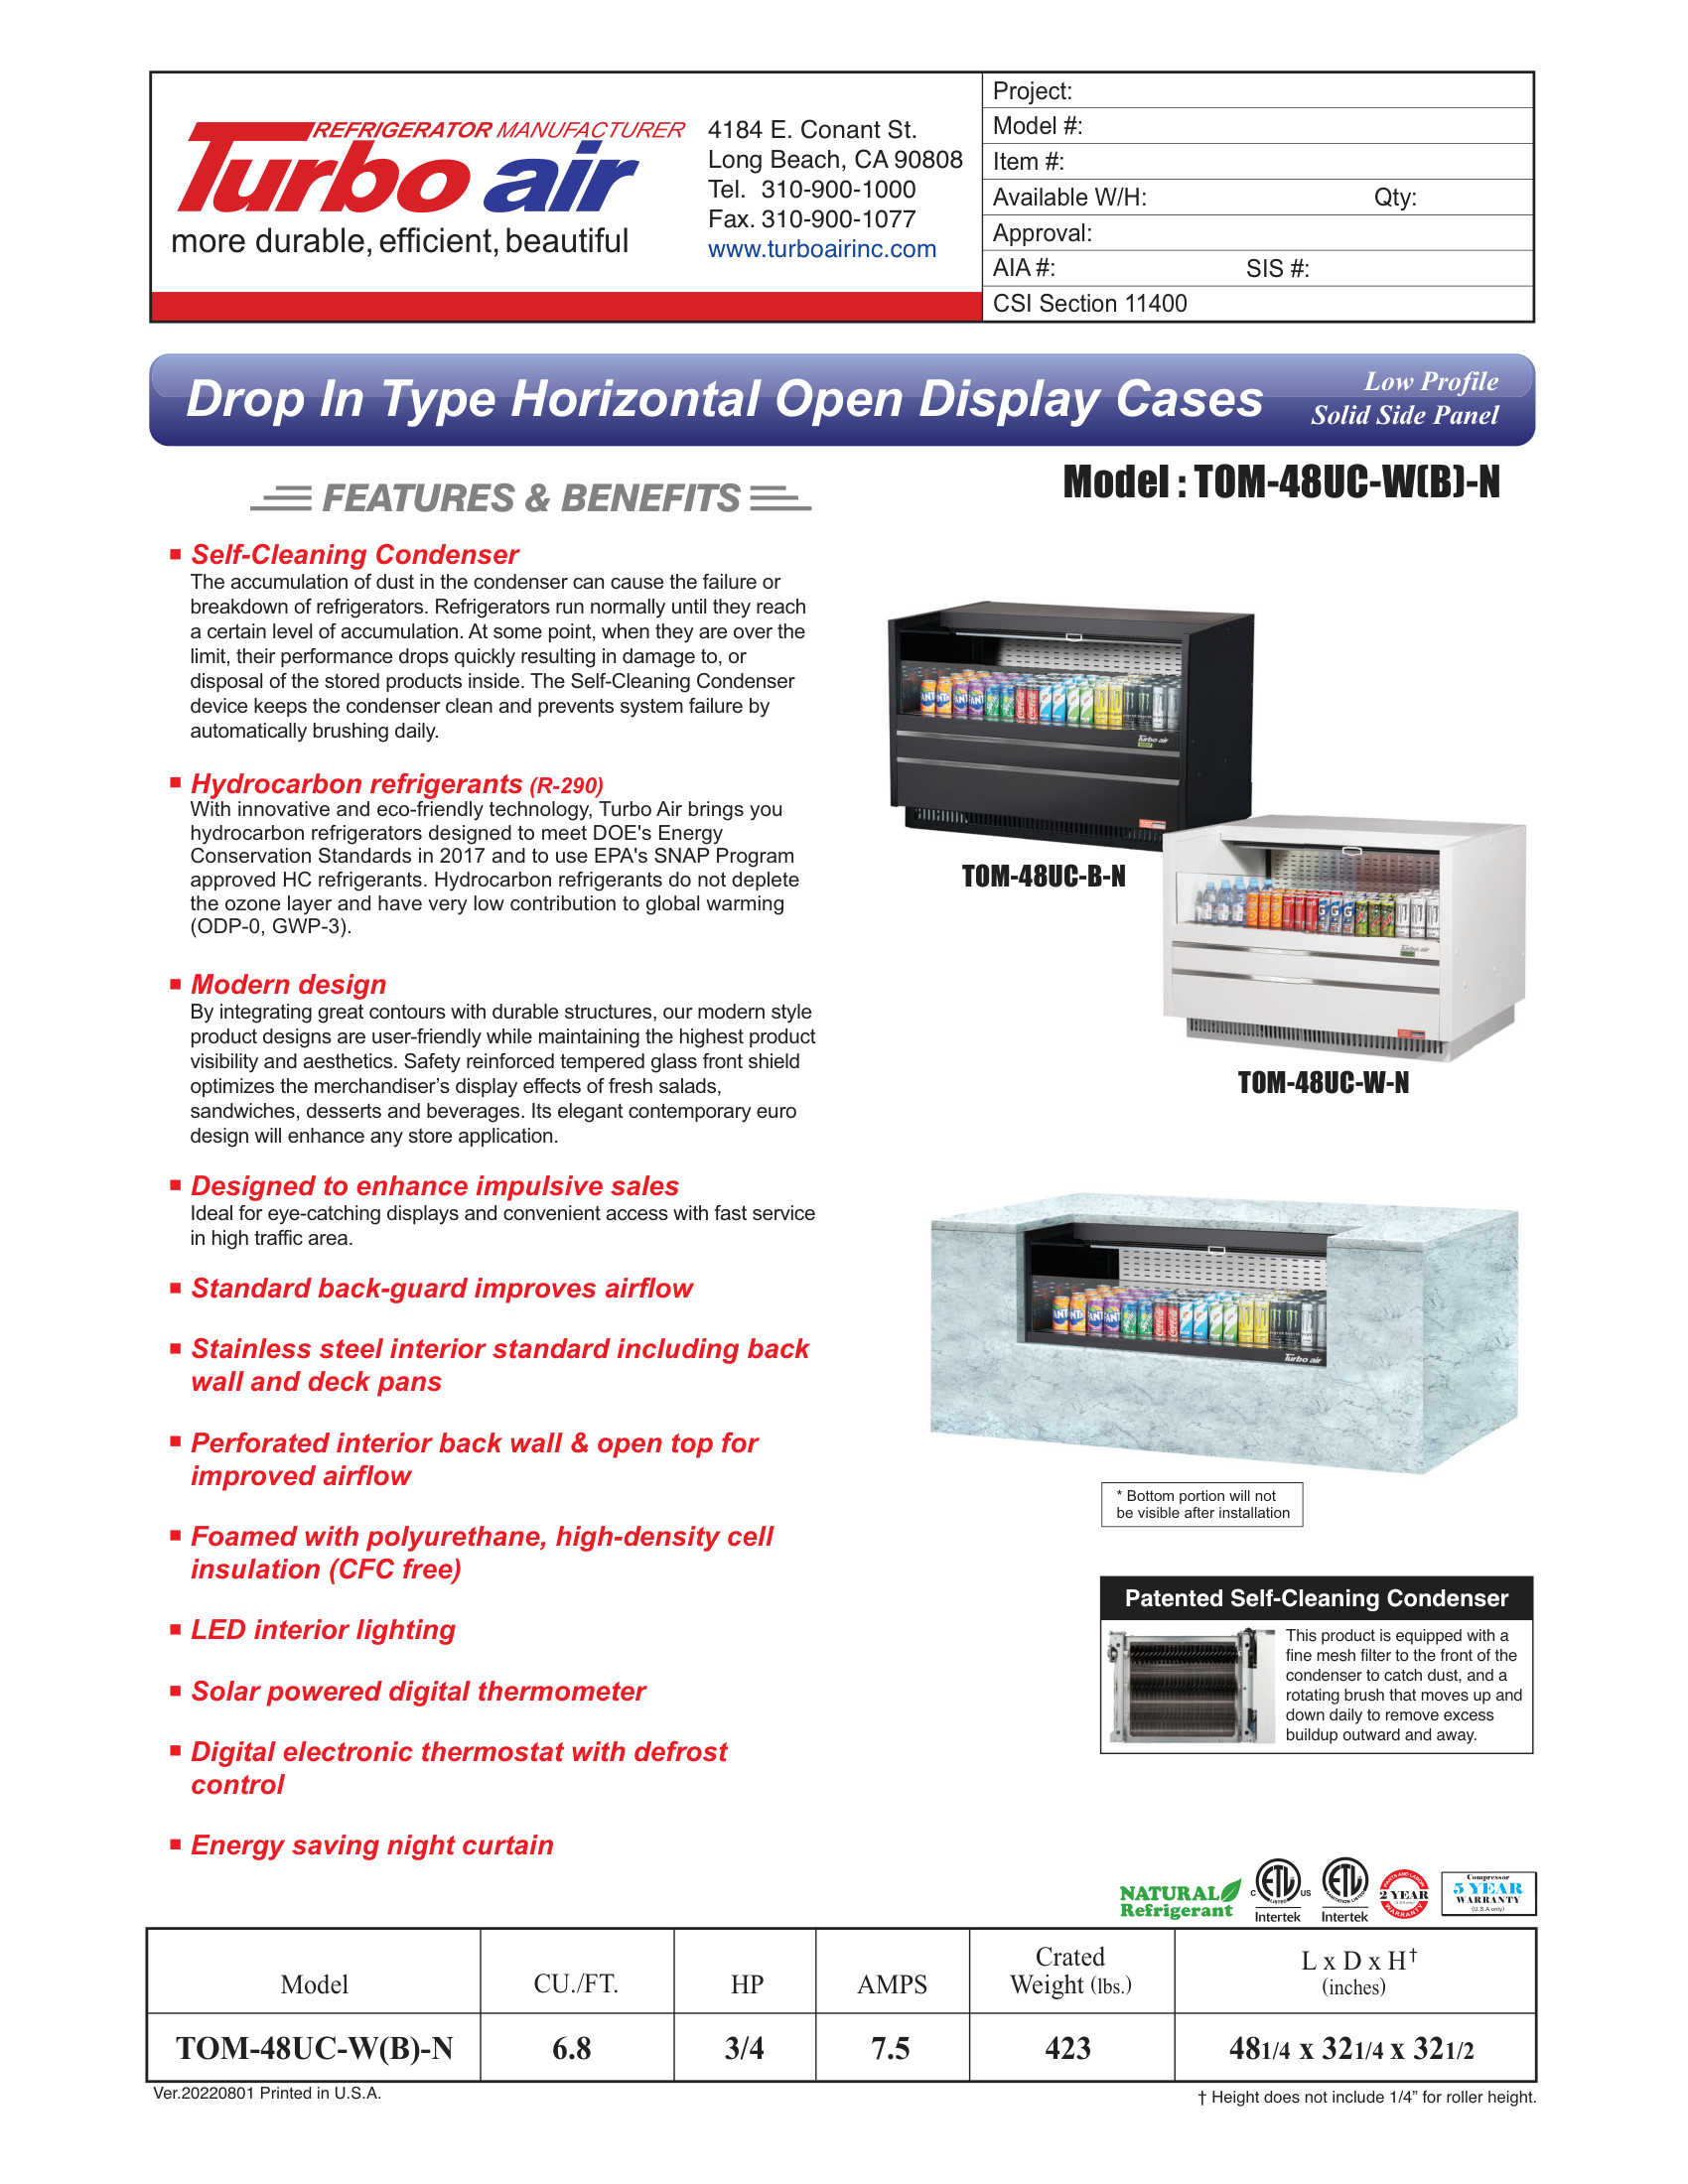 REFRIGERATOR MANUFACTURER
Turbo air
more durable, efficient, beautiful
4184 E. Conant St.
Long Beach, CA 90808
Tel. 310-900-1000
Fax. 310-900-1077
www.turboairinc.com
Project:
Model #:
Item #:
Available W/H: Qty:
Approval:
AIA #: SIS #:
CSI Section 11400
Drop In Type Horizontal Open Display Cases
Low Profile
Solid Side Panel
Model : TOM-48UC-W(B)-N
FEATURES & BENEFITS
Self-Cleaning Condenser
The accumulation of dust in the condenser can cause the failure or
breakdown of refrigerators. Refrigerators run normally until they reach
a certain level of accumulation. At some point, when they are over the
limit, their performance drops quickly resulting in damage to, or
disposal of the stored products inside. The Self-Cleaning Condenser
device keeps the condenser clean and prevents system failure by
automatically brushing daily.
Hydrocarbon refrigerants (R-290)
With innovative and eco-friendly technology, Turbo Air brings you
hydrocarbon refrigerators designed to meet DOE's Energy
Conservation Standards in 2017 and to use EPA's SNAP Program
approved HC refrigerants. Hydrocarbon refrigerants do not deplete
the ozone layer and have very low contribution to global warming
(ODP-0, GWP-3).
Modern design
By integrating great contours with durable structures, our modern style
product designs are user-friendly while maintaining the highest product
visibility and aesthetics. Safety reinforced tempered glass front shield
optimizes the merchandiser's display effects of fresh salads,
sandwiches, desserts and beverages. Its elegant contemporary euro
design will enhance any store application.
Designed to enhance impulsive sales
Ideal for eye-catching displays and convenient access with fast service
in high traffic area.
Standard back-guard improves airflow
Stainless steel interior standard including back
wall and deck pans
Perforated interior back wall & open top for
improved airflow
Foamed with polyurethane, high-density cell
insulation (CFC free)
LED interior lighting
Solar powered digital thermometer
Digital electronic thermostat with defrost
control
Energy saving night curtain
Turbo air
TOM-48UC-B-N
Turbo air
TOM-48UC-W-N
Turbo air
* Bottom portion will not
be visible after installation
Patented Self-Cleaning Condenser
This product is equipped with a
fine mesh filter to the front of the
condenser to catch dust, and a
rotating brush that moves up and
down daily to remove excess
buildup outward and away.
NATURAL
Refrigerant
C ETL US
LISTED
Intertek
ETL
SANITATION LISTED
Intertek
PARTS AND LABOR
2 YEAR
WARRANTY
Compressor
5 YEAR
WARRANTY
(U.S.A only)
Model CU./FT. HP AMPS Crated Weight (lbs.) L x D x H† (inches)
TOM-48UC-W(B)-N 6.8 3/4 7.5 423 481/4 x 321/4 x 321/2
Ver.20220801 Printed in U.S.A.
† Height does not include 1/4” for roller height.